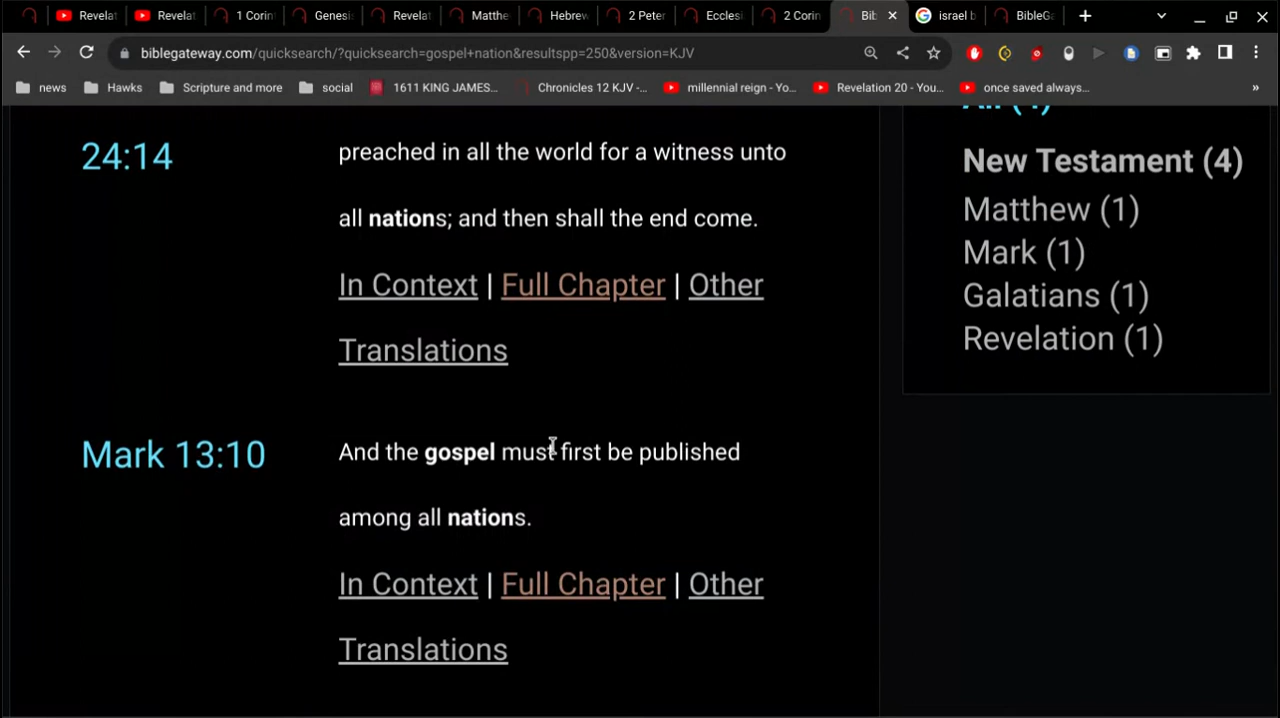 Revelat
Revelat
1 Corin
Genesis
Revelat
Matthe
Hebrew
2 Peter
Ecclesi
2 Corin
Bib
israel b
BibleGa
biblegateway.com/quicksearch/?quicksearch=gospel+nation&resultspp=250&version=KJV
news
Hawks
Scripture and more
social
1611 KING JAMES...
Chronicles 12 KJV -...
millennial reign - Yo...
Revelation 20 - You...
once saved always...
»
24:14
preached in all the world for a witness unto
all nations; and then shall the end come.
In Context | Full Chapter | Other
Translations
Mark 13:10
And the gospel must first be published
among all nations.
In Context | Full Chapter | Other
Translations
New Testament (4)
Matthew (1)
Mark (1)
Galatians (1)
Revelation (1)